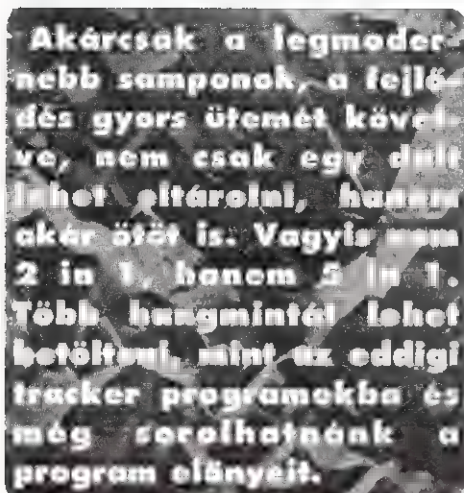 Akárcsak a legmoder-
nebb samponok, a fejlő-
dés gyors ütemét követ-
ve, nem csak egy dalt
lehet eltárolni, hanem
akár ötöt is. Vagyis nem
2 in 1, hanem 5 in 1.
Több hangmintát lehet
betölteni, mint az eddigi
tracker programokba és
még sorolhatnánk a
program előnyeit.